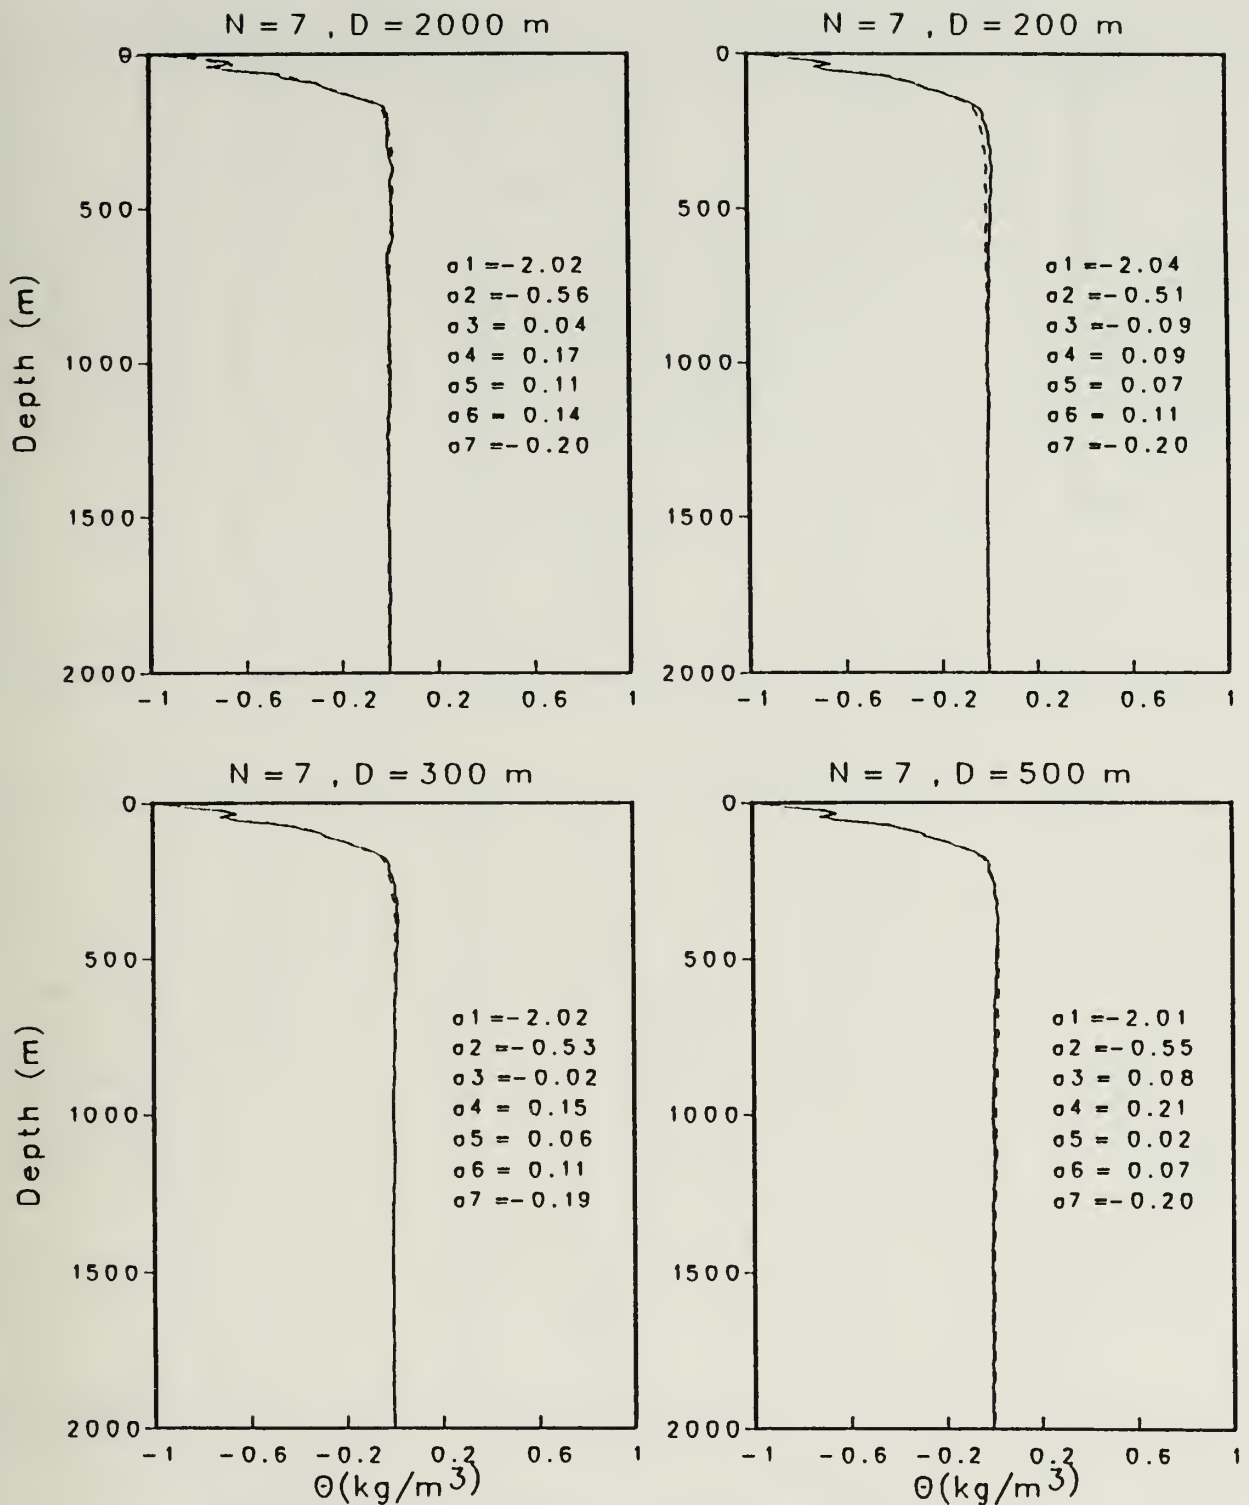 N = 7 , D = 2000 m
0
500
1000
1500
2000
Depth (m)
-1 -0.6 -0.2 0.2 0.6 1
σ1 =-2.02
σ2 =-0.56
σ3 = 0.04
σ4 = 0.17
σ5 = 0.11
σ6 = 0.14
σ7 =-0.20
N = 7 , D = 200 m
0
500
1000
1500
2000
-1 -0.6 -0.2 0.2 0.6 1
σ1 =-2.04
σ2 =-0.51
σ3 =-0.09
σ4 = 0.09
σ5 = 0.07
σ6 = 0.11
σ7 =-0.20
N = 7 , D = 300 m
0
500
1000
1500
2000
Depth (m)
-1 -0.6 -0.2 0.2 0.6 1
Θ(kg/m³)
σ1 =-2.02
σ2 =-0.53
σ3 =-0.02
σ4 = 0.15
σ5 = 0.06
σ6 = 0.11
σ7 =-0.19
N = 7 , D = 500 m
0
500
1000
1500
2000
-1 -0.6 -0.2 0.2 0.6 1
Θ(kg/m³)
σ1 =-2.01
σ2 =-0.55
σ3 = 0.08
σ4 = 0.21
σ5 = 0.02
σ6 = 0.07
σ7 =-0.20